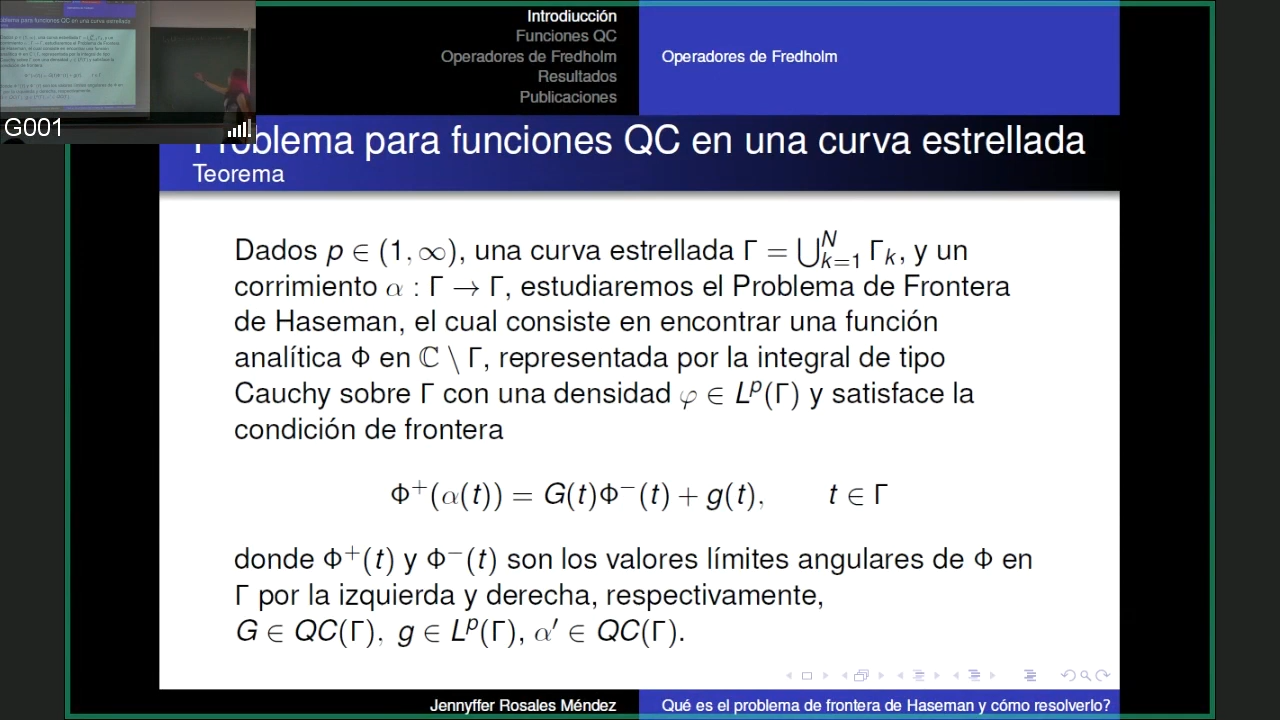 Introducción
Funciones QC
Operadores de Fredholm
Resultados
Publicaciones
Operadores de Fredholm
G001
Problema para funciones QC en una curva estrellada
Teorema
Dados p ∈ (1, ∞), una curva estrellada Γ = ⋃_{k=1}^{N} Γ_k, y un
corrimiento α : Γ → Γ, estudiaremos el Problema de Frontera
de Haseman, el cual consiste en encontrar una función
analítica Φ en ℂ \ Γ, representada por la integral de tipo
Cauchy sobre Γ con una densidad φ ∈ L^p(Γ) y satisface la
condición de frontera
Φ⁺(α(t)) = G(t)Φ⁻(t) + g(t), t ∈ Γ
donde Φ⁺(t) y Φ⁻(t) son los valores límites angulares de Φ en
Γ por la izquierda y derecha, respectivamente,
G ∈ QC(Γ), g ∈ L^p(Γ), α′ ∈ QC(Γ).
Jennyffer Rosales Méndez
Qué es el problema de frontera de Haseman y cómo resolverlo?